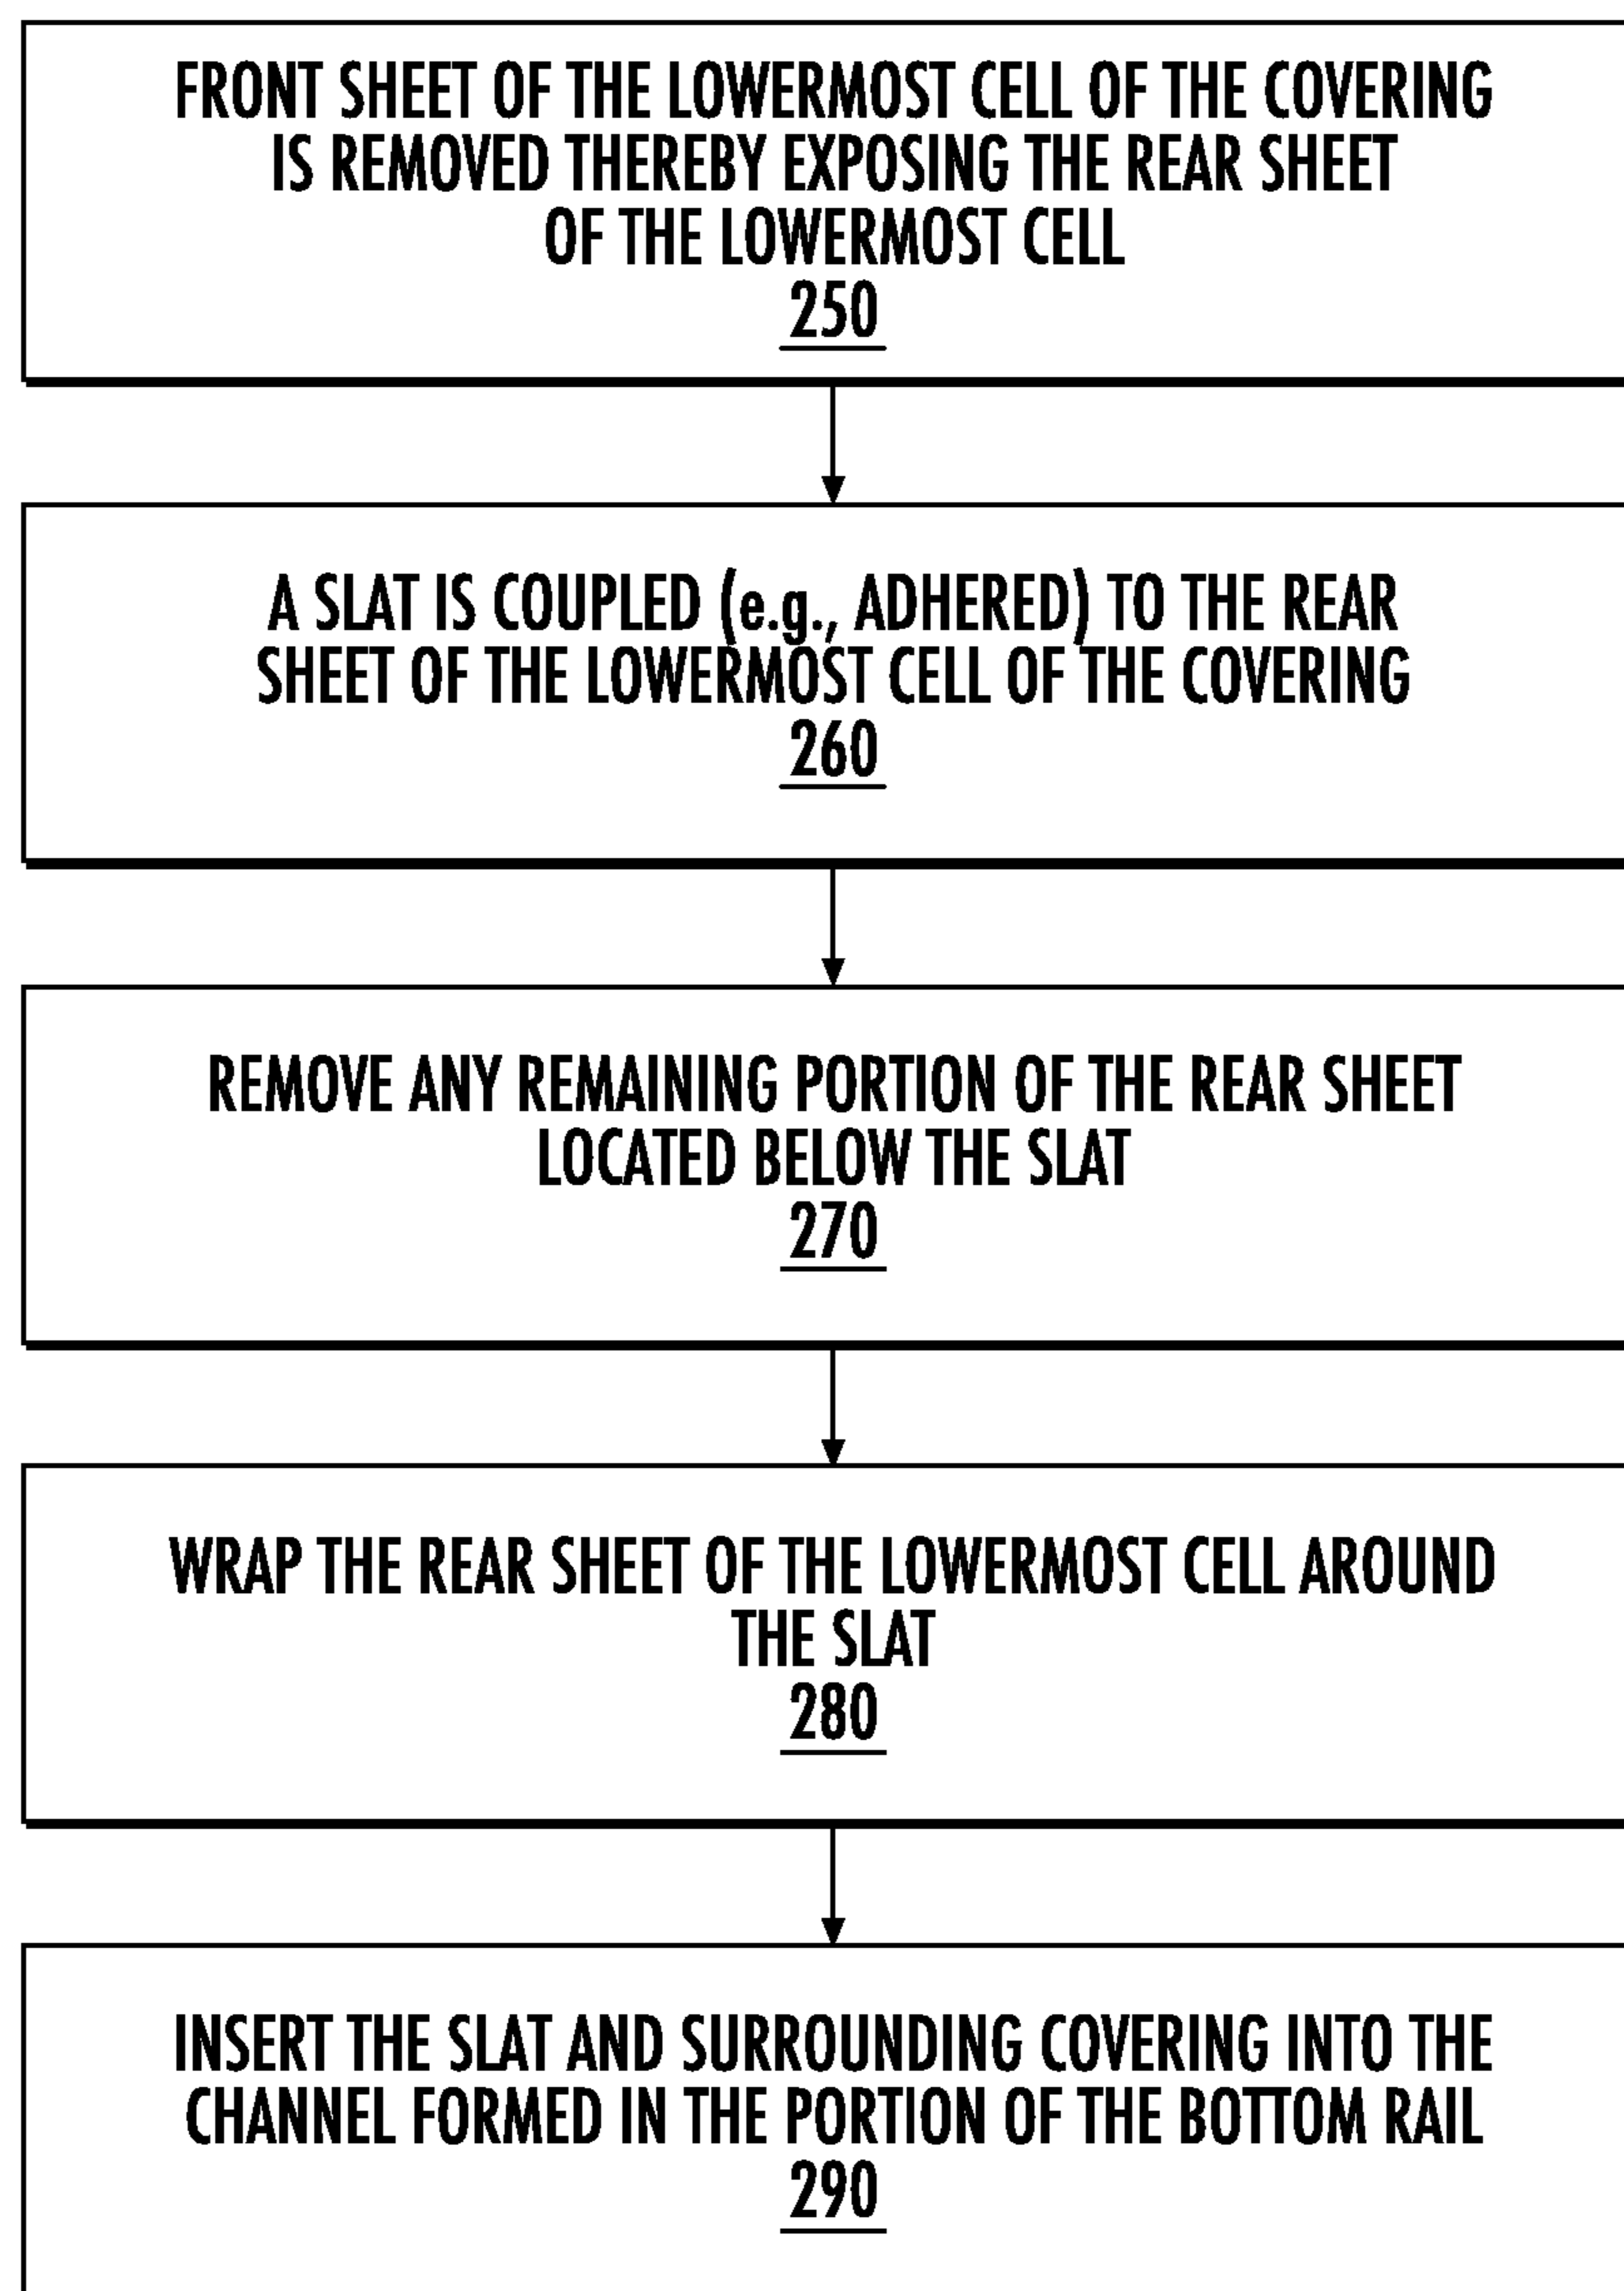 FRONT SHEET OF THE LOWERMOST CELL OF THE COVERING
IS REMOVED THEREBY EXPOSING THE REAR SHEET
OF THE LOWERMOST CELL
250
A SLAT IS COUPLED (e.g., ADHERED) TO THE REAR
SHEET OF THE LOWERMOST CELL OF THE COVERING
260
REMOVE ANY REMAINING PORTION OF THE REAR SHEET
LOCATED BELOW THE SLAT
270
WRAP THE REAR SHEET OF THE LOWERMOST CELL AROUND
THE SLAT
280
INSERT THE SLAT AND SURROUNDING COVERING INTO THE
CHANNEL FORMED IN THE PORTION OF THE BOTTOM RAIL
290